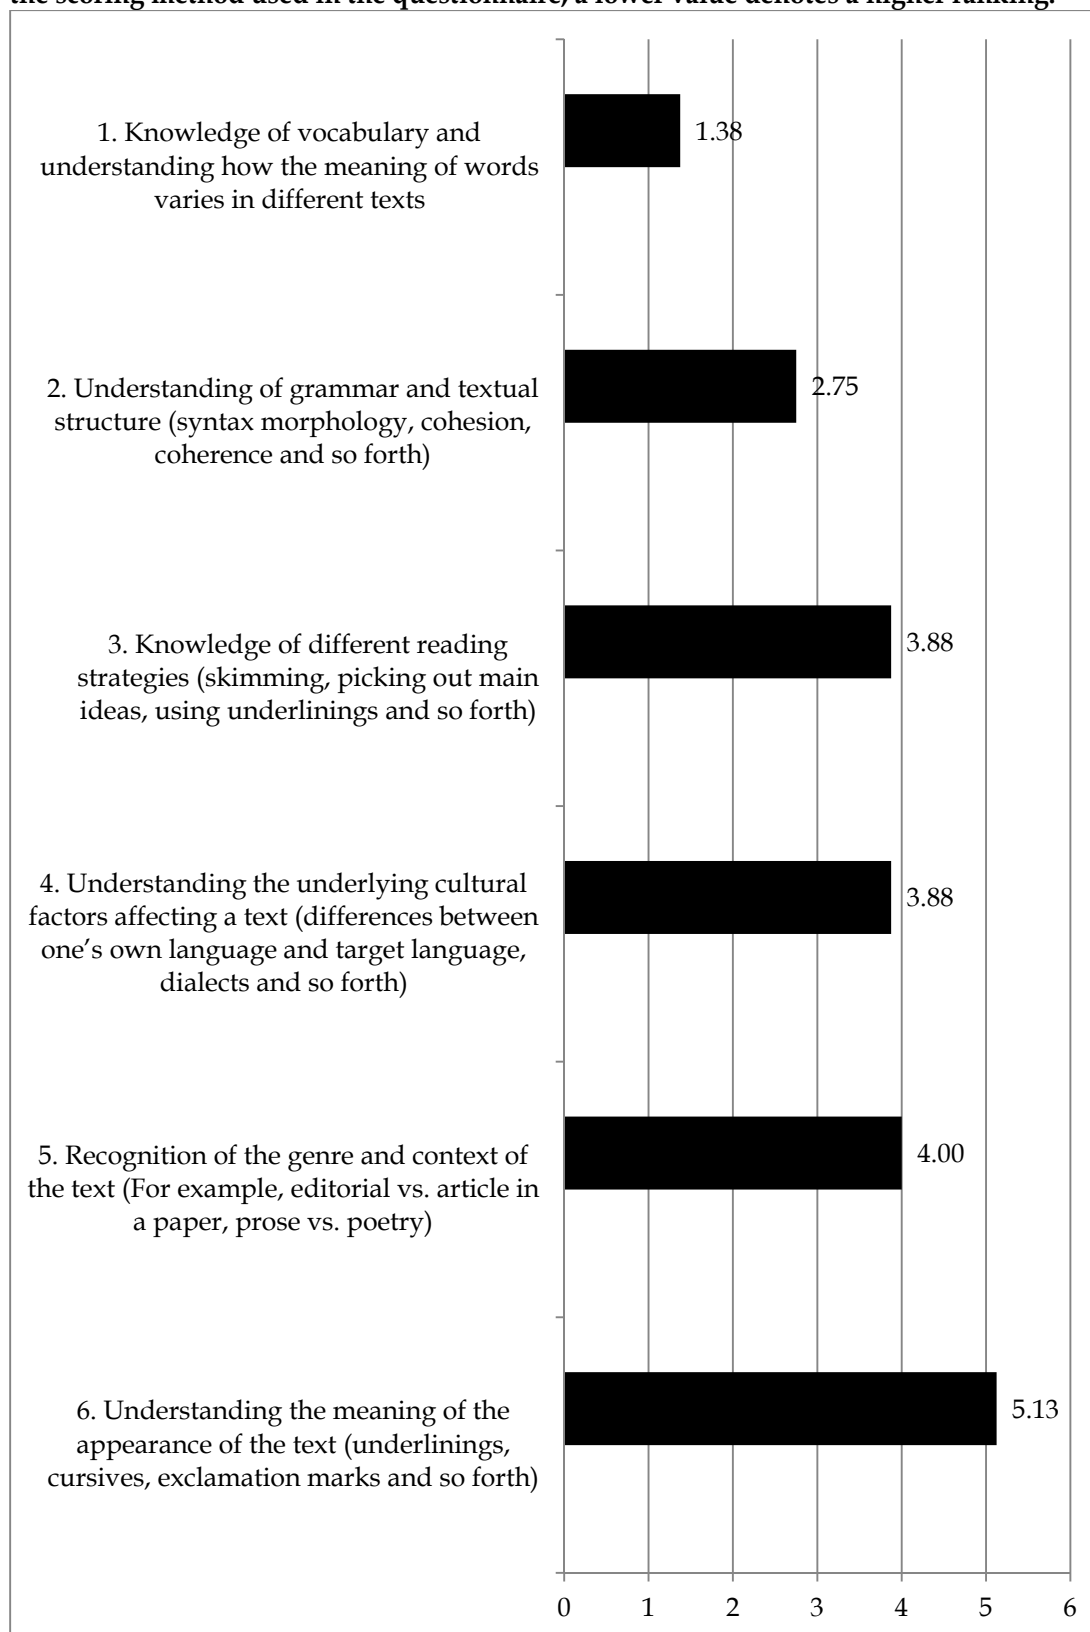 the scoring method used in the questionnaire, a lower value denotes a higher ranking.
1. Knowledge of vocabulary and
understanding how the meaning of words
varies in different texts
1.38
2. Understanding of grammar and textual
structure (syntax morphology, cohesion,
coherence and so forth)
2.75
3. Knowledge of different reading
strategies (skimming, picking out main
ideas, using underlinings and so forth)
3.88
4. Understanding the underlying cultural
factors affecting a text (differences between
one’s own language and target language,
dialects and so forth)
3.88
5. Recognition of the genre and context of
the text (For example, editorial vs. article in
a paper, prose vs. poetry)
4.00
6. Understanding the meaning of the
appearance of the text (underlinings,
cursives, exclamation marks and so forth)
5.13
0 1 2 3 4 5 6